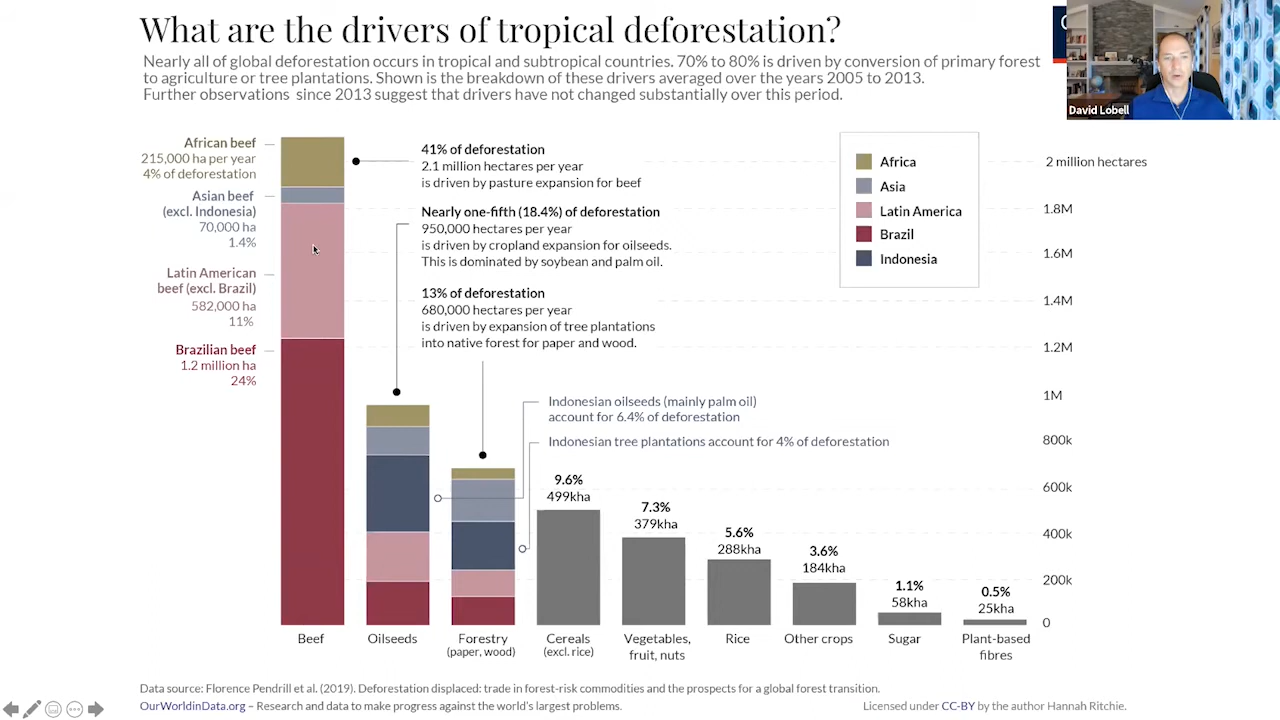 What are the drivers of tropical deforestation?
Nearly all of global deforestation occurs in tropical and subtropical countries. 70% to 80% is driven by conversion of primary forest
to agriculture or tree plantations. Shown is the breakdown of these drivers averaged over the years 2005 to 2013.
Further observations since 2013 suggest that drivers have not changed substantially over this period.
David Lobell
African beef
215,000 ha per year
4% of deforestation
Asian beef
(excl. Indonesia)
70,000 ha
1.4%
Latin American
beef (excl. Brazil)
582,000 ha
11%
Brazilian beef
1.2 million ha
24%
41% of deforestation
2.1 million hectares per year
is driven by pasture expansion for beef
Nearly one-fifth (18.4%) of deforestation
950,000 hectares per year
is driven by cropland expansion for oilseeds.
This is dominated by soybean and palm oil.
13% of deforestation
680,000 hectares per year
is driven by expansion of tree plantations
into native forest for paper and wood.
Indonesian oilseeds (mainly palm oil)
account for 6.4% of deforestation
Indonesian tree plantations account for 4% of deforestation
Africa
Asia
Latin America
Brazil
Indonesia
2 million hectares
1.8M
1.6M
1.4M
1.2M
1M
800k
600k
400k
200k
0
9.6%
499kha
7.3%
379kha
5.6%
288kha
3.6%
184kha
1.1%
58kha
0.5%
25kha
Beef
Oilseeds
Forestry
(paper, wood)
Cereals
(excl. rice)
Vegetables,
fruit, nuts
Rice
Other crops
Sugar
Plant-based
fibres
Data source: Florence Pendrill et al. (2019). Deforestation displaced: trade in forest-risk commodities and the prospects for a global forest transition.
OurWorldinData.org – Research and data to make progress against the world's largest problems.
Licensed under CC-BY by the author Hannah Ritchie.